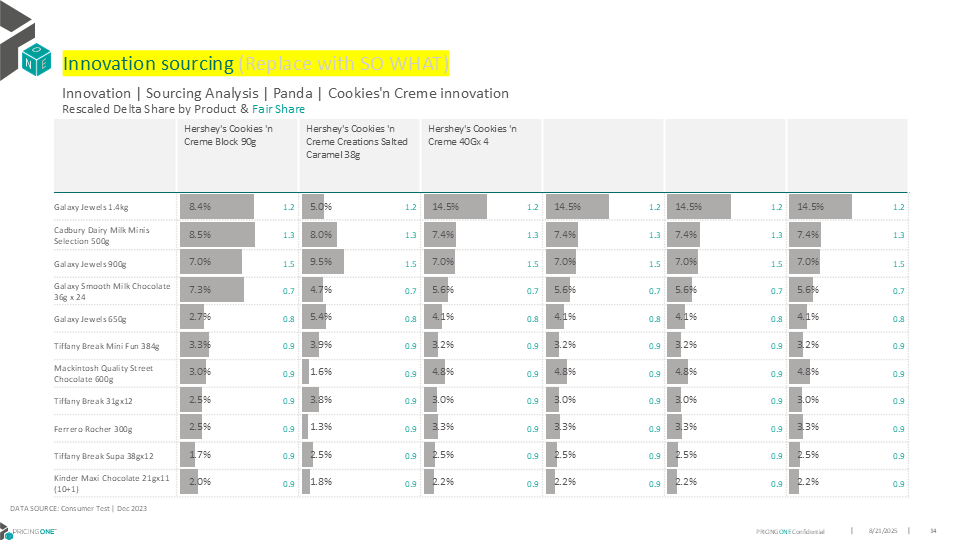 O
N E
Innovation sourcing (Replace with SO WHAT)
Innovation | Sourcing Analysis | Panda | Cookies'n Creme innovation
Rescaled Delta Share by Product & Fair Share
Hershey's Cookies 'n
Creme Block 90g
Hershey's Cookies 'n
Creme Creations Salted
Caramel 38g
Hershey's Cookies 'n
Creme 40Gx 4
Galaxy Jewels 1.4kg 8.4% 1.2 5.0% 1.2 14.5% 1.2 14.5% 1.2 14.5% 1.2 14.5% 1.2
Cadbury Dairy Milk Minis
Selection 500g 8.5% 1.3 8.0% 1.3 7.4% 1.3 7.4% 1.3 7.4% 1.3 7.4% 1.3
Galaxy Jewels 900g 7.0% 1.5 9.5% 1.5 7.0% 1.5 7.0% 1.5 7.0% 1.5 7.0% 1.5
Galaxy Smooth Milk Chocolate
36g x 24 7.3% 0.7 4.7% 0.7 5.6% 0.7 5.6% 0.7 5.6% 0.7 5.6% 0.7
Galaxy Jewels 650g 2.7% 0.8 5.4% 0.8 4.1% 0.8 4.1% 0.8 4.1% 0.8 4.1% 0.8
Tiffany Break Mini Fun 384g 3.3% 0.9 3.9% 0.9 3.2% 0.9 3.2% 0.9 3.2% 0.9 3.2% 0.9
Mackintosh Quality Street
Chocolate 600g 3.0% 0.9 1.6% 0.9 4.8% 0.9 4.8% 0.9 4.8% 0.9 4.8% 0.9
Tiffany Break 31gx12 2.5% 0.9 3.8% 0.9 3.0% 0.9 3.0% 0.9 3.0% 0.9 3.0% 0.9
Ferrero Rocher 300g 2.5% 0.9 1.3% 0.9 3.3% 0.9 3.3% 0.9 3.3% 0.9 3.3% 0.9
Tiffany Break Supa 38gx12 1.7% 0.9 2.5% 0.9 2.5% 0.9 2.5% 0.9 2.5% 0.9 2.5% 0.9
Kinder Maxi Chocolate 21gx11
(10+1) 2.0% 0.9 1.8% 0.9 2.2% 0.9 2.2% 0.9 2.2% 0.9 2.2% 0.9
DATA SOURCE: Consumer Test | Dec 2023
PRICINGONE PRICINGONE Confidential | 8/23/2025 | 34